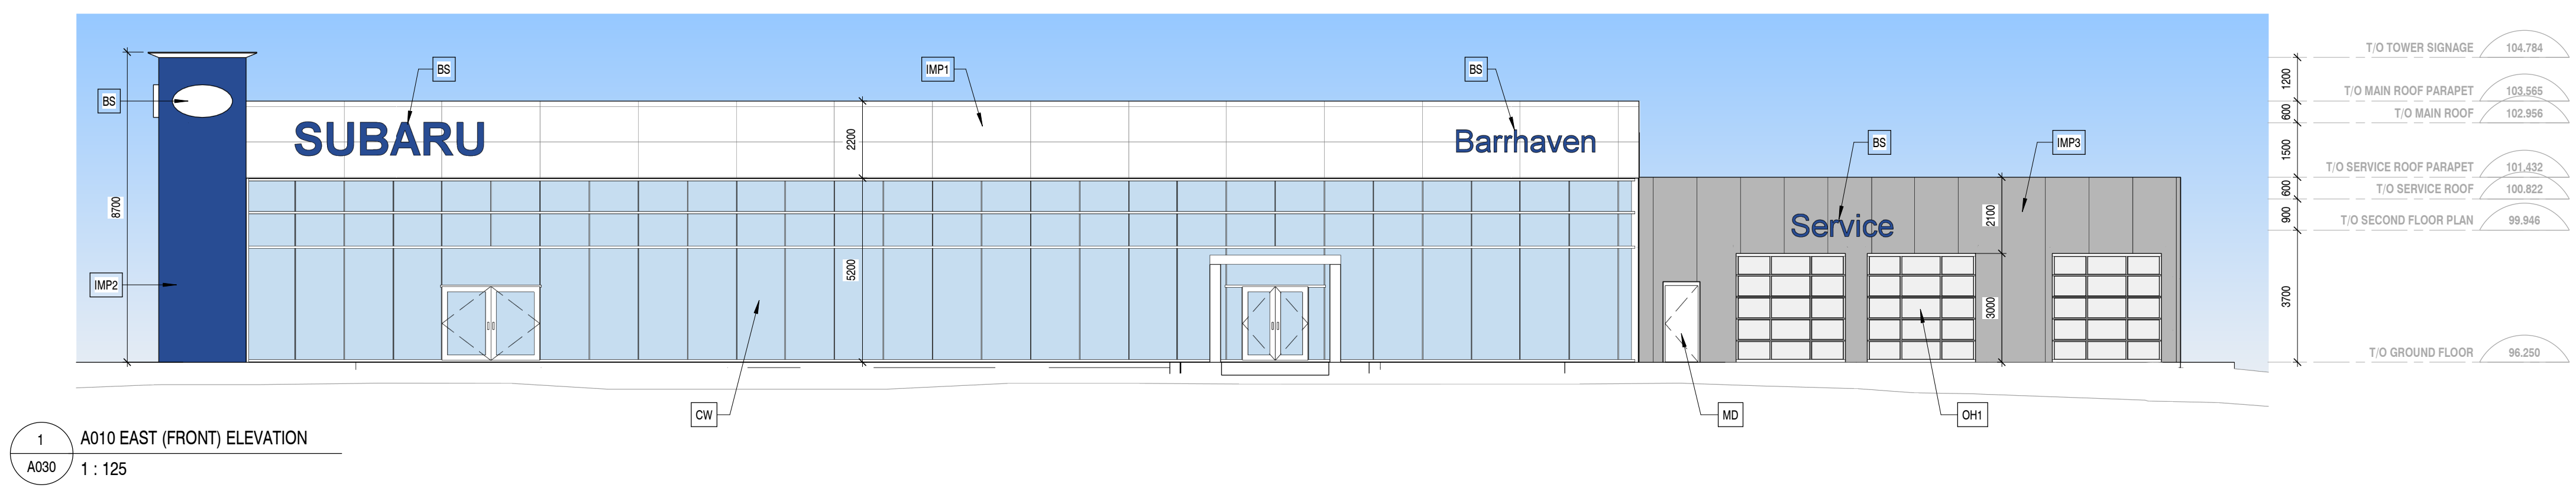 T/O TOWER SIGNAGE 104.784
BS
IMP1
BS
1200
T/O MAIN ROOF PARAPET 103.565
BS
600
T/O MAIN ROOF 102.956
SUBARU
2200
Barrhaven
BS
IMP3
1500
T/O SERVICE ROOF PARAPET 101.432
600
T/O SERVICE ROOF 100.822
8700
2100
900
T/O SECOND FLOOR PLAN 99.946
Service
5200
IMP2
3000
3700
T/O GROUND FLOOR 96.250
CW
MD
OH1
1
A010 EAST (FRONT) ELEVATION
A030
1 : 125